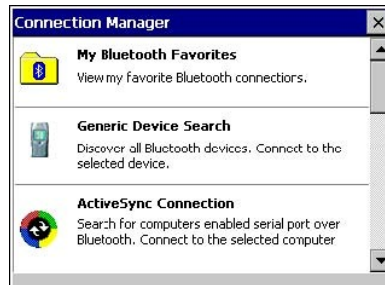 Connection Manager
My Bluetooth Favorites
View my favorite Bluetooth connections.
Generic Device Search
Discover all Bluetooth devices. Connect to the
selected device.
ActiveSync Connection
Search for computers enabled serial port over
Bluetooth. Connect to the selected computer